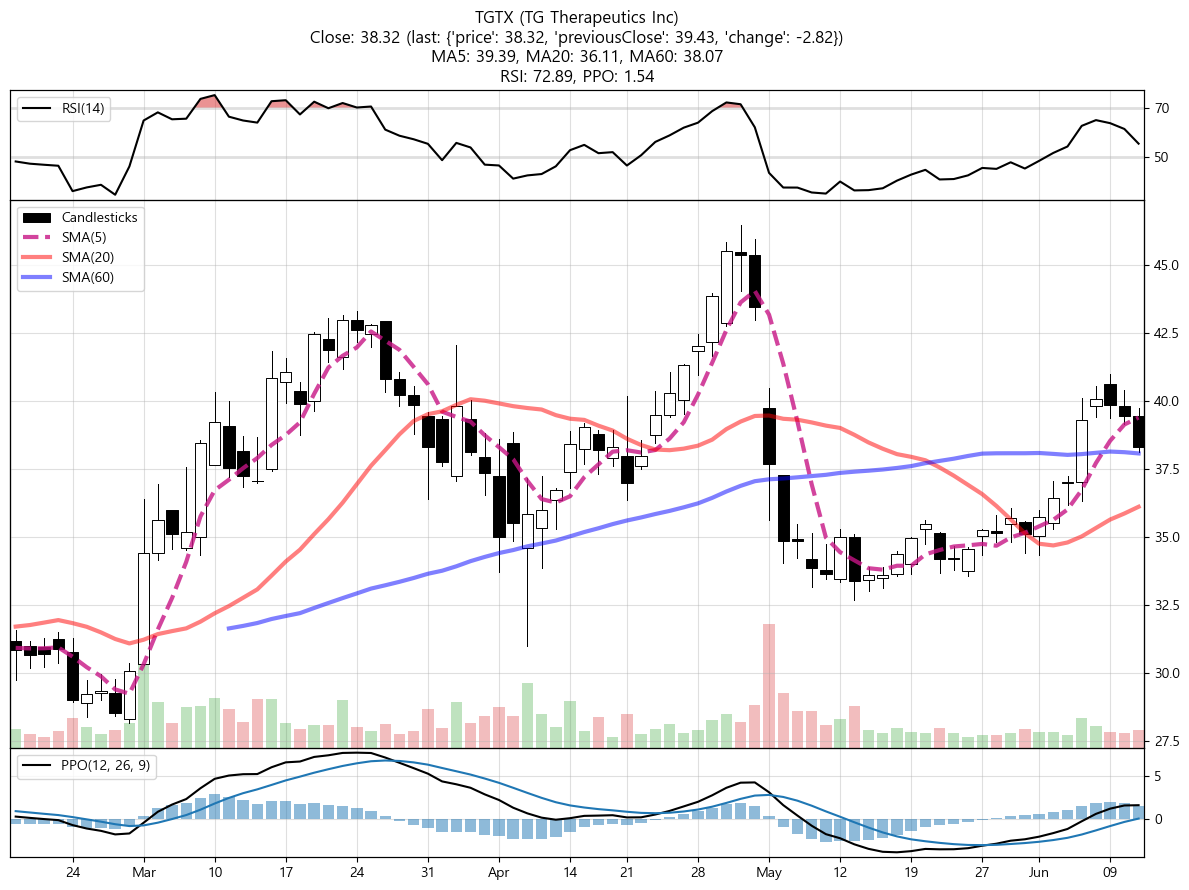 TGTX (TG Therapeutics Inc)
Close: 38.32 (last: {'price': 38.32, 'previousClose': 39.43, 'change': -2.82})
MA5: 39.39, MA20: 36.11, MA60: 38.07
RSI: 72.89, PPO: 1.54
RSI(14)
70
50
Candlesticks
SMA(5)
SMA(20)
SMA(60)
45.0
42.5
40.0
37.5
35.0
32.5
30.0
27.5
PPO(12, 26, 9)
5
0
24 Mar 10 17 24 31 Apr 14 21 28 May 12 19 27 Jun 09